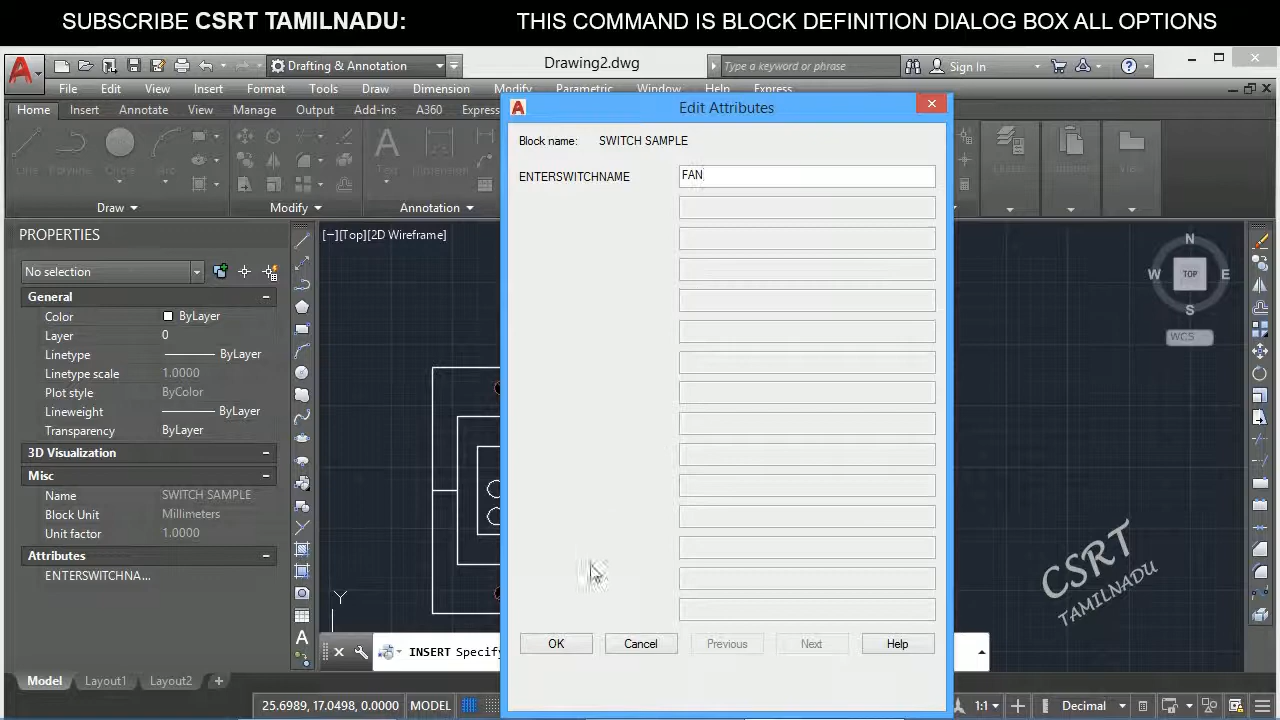 SUBSCRIBE CSRT TAMILNADU: THIS COMMAND IS BLOCK DEFINITION DIALOG BOX ALL OPTIONS
Drafting & Annotation Drawing2.dwg Type a keyword or phrase Sign In
File Edit View Insert Format Tools Draw Dimension Modify Parametric Window Help Express
Home Insert Annotate View Manage Output Add-ins A360 Express
Edit Attributes
Block name: SWITCH SAMPLE
ENTERSWITCHNAME FAN
Line Polyline Circle Arc
Text Dimension
Draw Modify Annotation
PROPERTIES
[−][Top][2D Wireframe]
No selection
General
Color ByLayer
Layer 0
Linetype ByLayer
Linetype scale 1.0000
Plot style ByColor
Lineweight ByLayer
Transparency ByLayer
3D Visualization
Misc
Name SWITCH SAMPLE
Block Unit Millimeters
Unit factor 1.0000
Attributes
ENTERSWITCHNA...
N
W TOP E
S
WCS
CSRT
TAMILNADU
Y
OK Cancel Previous Next Help
INSERT Specify
Model Layout1 Layout2 +
25.6989, 17.0498, 0.0000 MODEL 1:1 Decimal